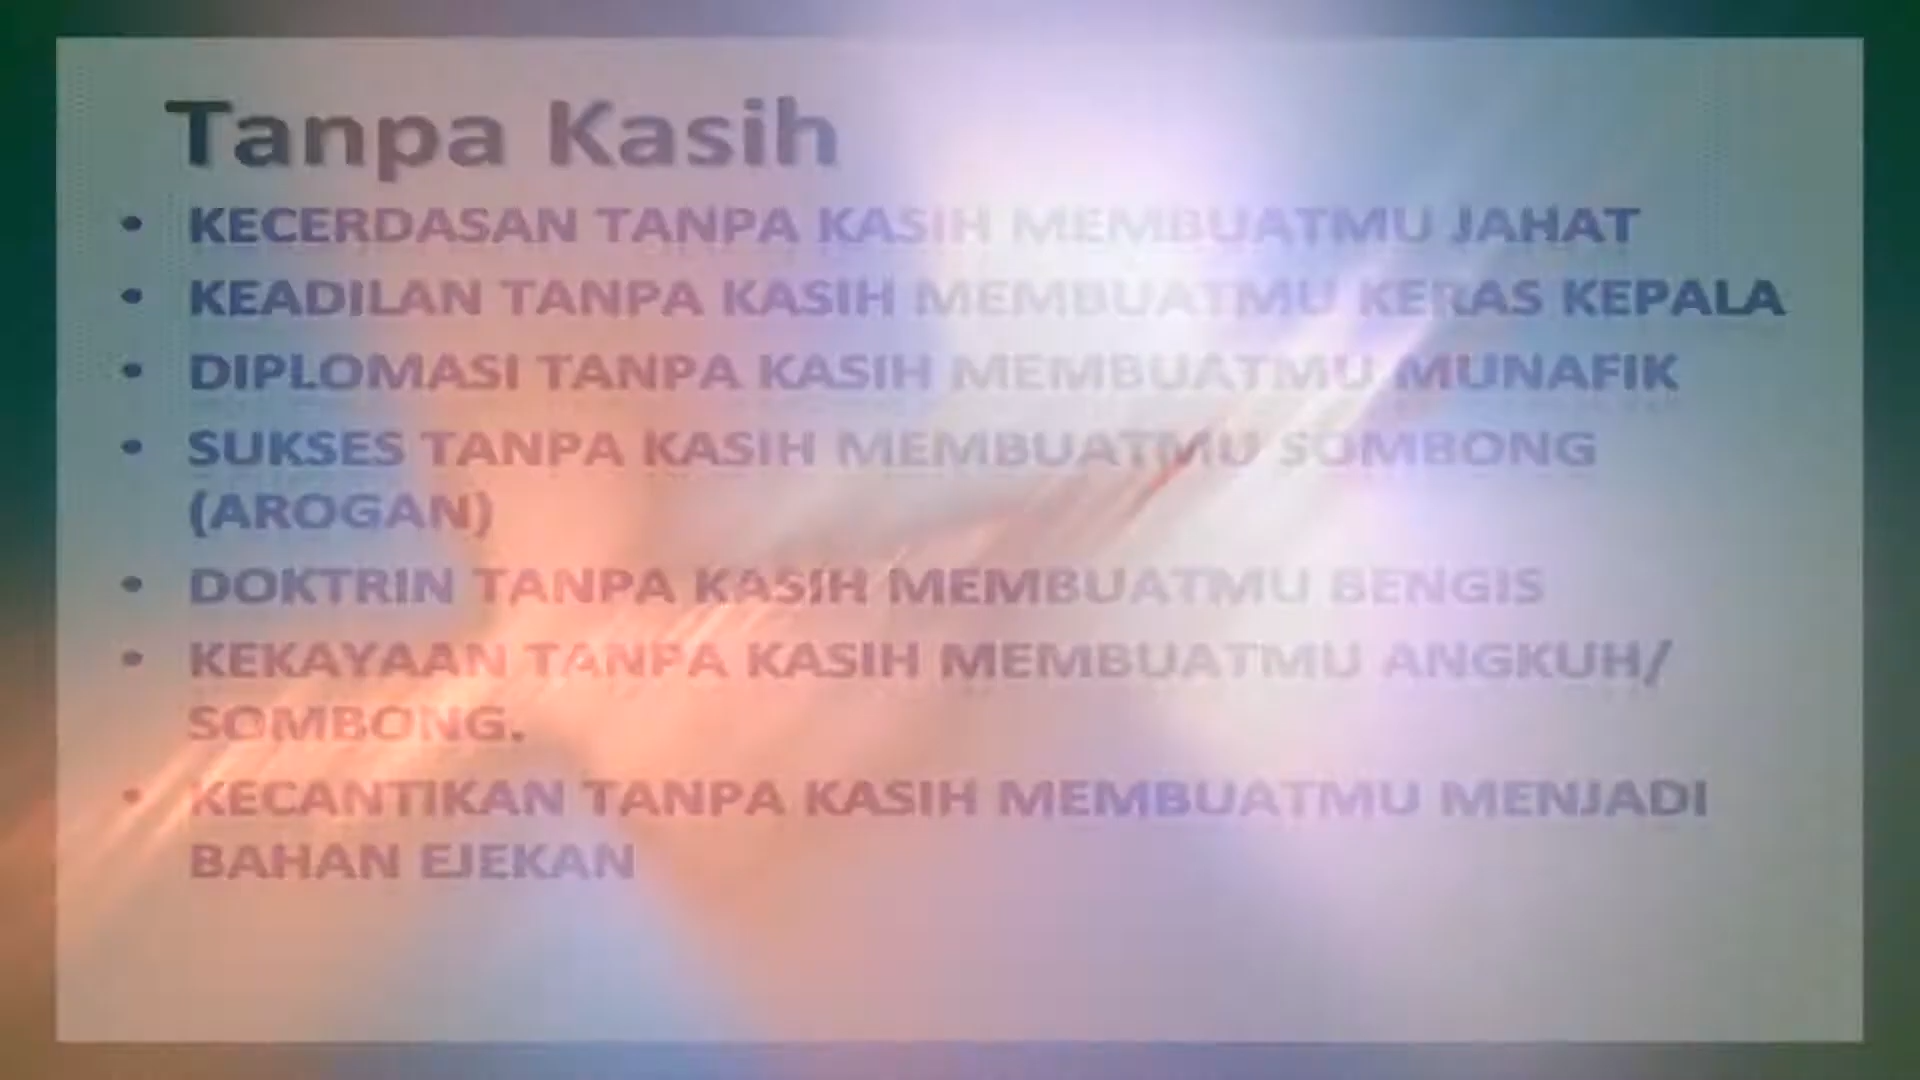 Tanpa Kasih
• KECERDASAN TANPA KASIH MEMBUATMU JAHAT
• KEADILAN TANPA KASIH MEMBUATMU KERAS KEPALA
• DIPLOMASI TANPA KASIH MEMBUATMU MUNAFIK
• SUKSES TANPA KASIH MEMBUATMU SOMBONG
(AROGAN)
• DOKTRIN TANPA KASIH MEMBUATMU BENGIS
• KEKAYAAN TANPA KASIH MEMBUATMU ANGKUH/
SOMBONG.
• KECANTIKAN TANPA KASIH MEMBUATMU MENJADI
BAHAN EJEKAN